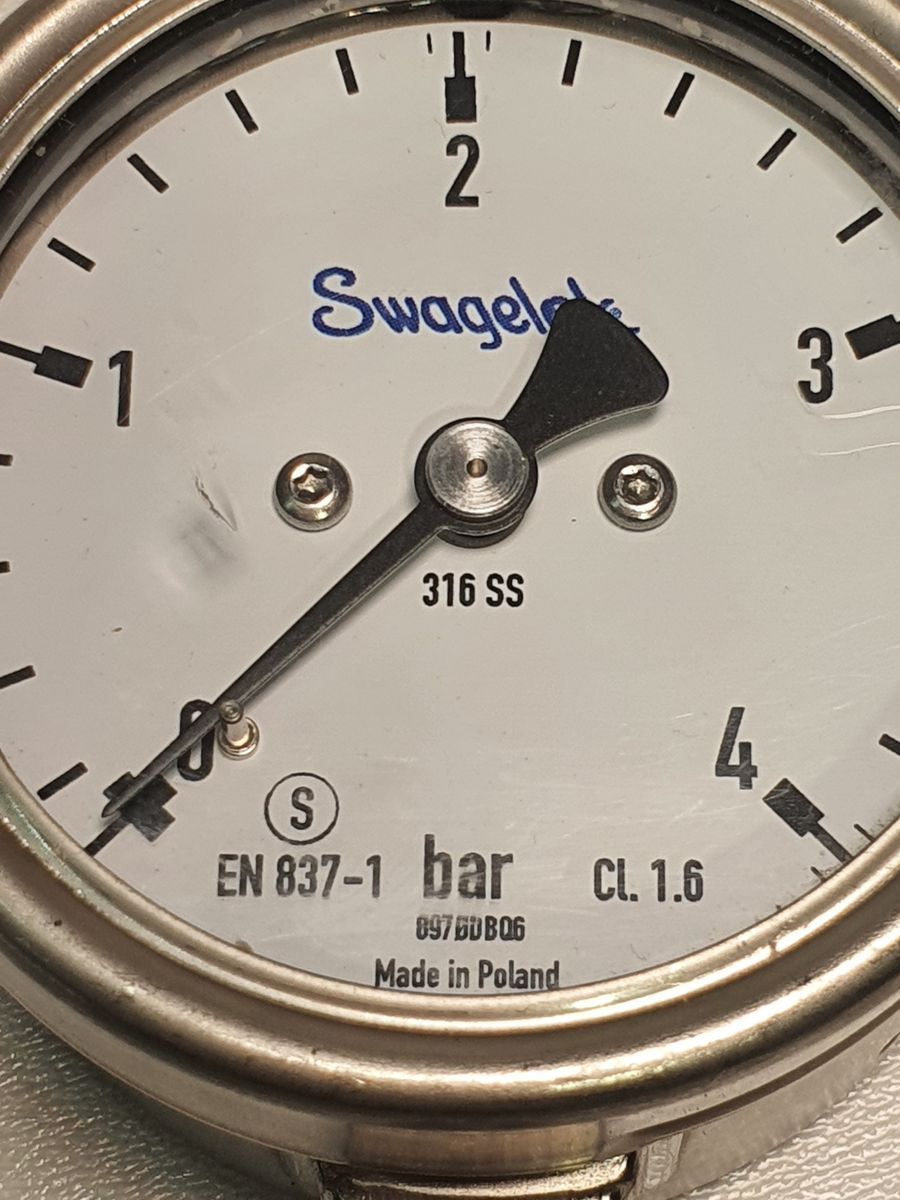 2
Swagelok
1
3
316 SS
0
4
S
EN 837-1 bar Cl. 1.6
Made in Poland